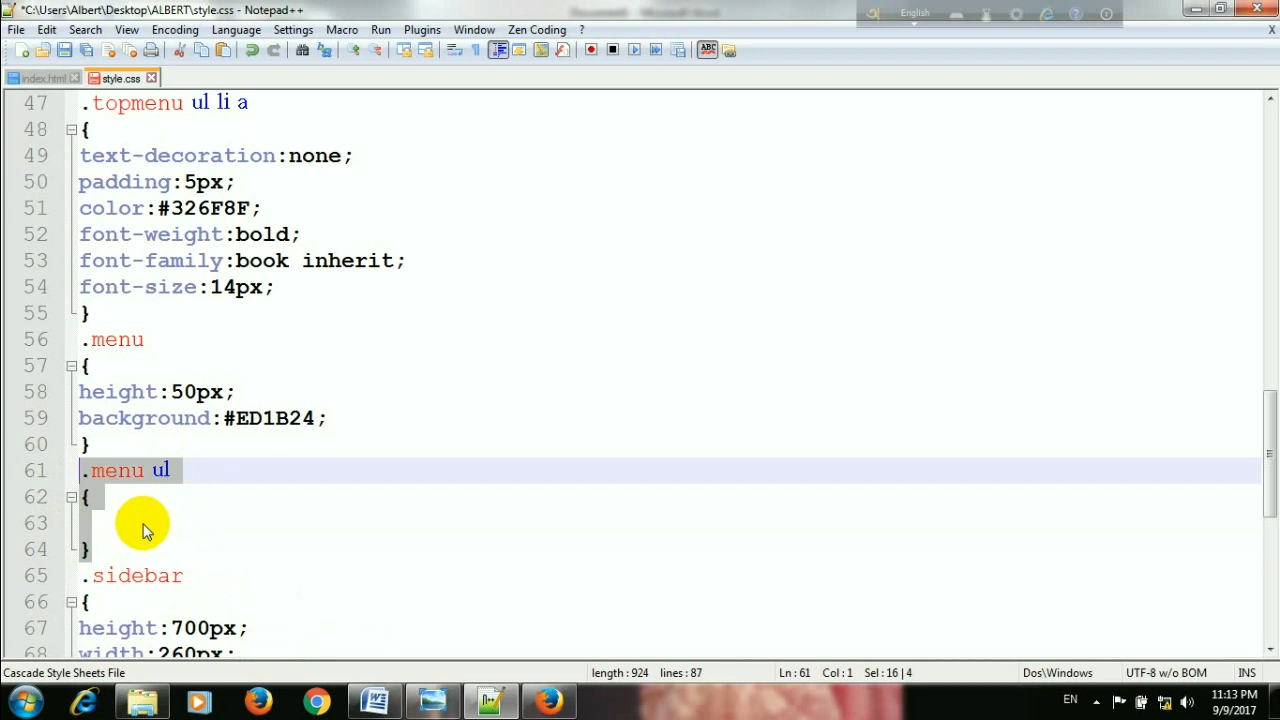 *C:\Users\Albert\Desktop\ALBERT\style.css - Notepad++
English
File Edit Search View Encoding Language Settings Macro Run Plugins Window Zen Coding ? X
index.html style.css
47 .topmenu ul li a
48 {
49 text-decoration:none;
50 padding:5px;
51 color:#326F8F;
52 font-weight:bold;
53 font-family:book inherit;
54 font-size:14px;
55 }
56 .menu
57 {
58 height:50px;
59 background:#ED1B24;
60 }
61 .menu ul
62 {
63
64 }
65 .sidebar
66 {
67 height:700px;
68 width:260px;
Cascade Style Sheets File length : 924 lines : 87 Ln : 61 Col : 1 Sel : 16 | 4 Dos\Windows UTF-8 w/o BOM INS
EN 11:13 PM
9/9/2017